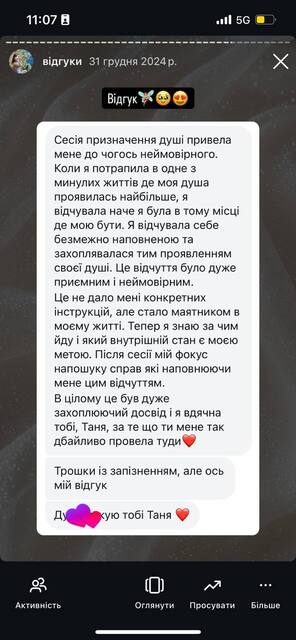 11:07
5G 50
відгуки 31 грудня 2024 р.
Відгук
Сесія призначення душі привела
мене до чогось неймовірного.
Коли я потрапила в одне з
минулих життів де моя душа
проявилась найбільше, я
відчувала наче я була в тому місці
де мою бути. Я відчувала себе
безмежно наповненою та
захоплювалася тим проявленням
своєї душі. Це відчуття було дуже
приємним і неймовірним.
Це не дало мені конкретних
інструкцій, але стало маятником в
моєму житті. Тепер я знаю за чим
йду і який внутрішній стан є моєю
метою. Після сесії мій фокус
напошуку справ які наповнюючи
мене цим відчуттям.
В цілому це був дуже
захоплюючий досвід і я вдячна
тобі, Таня, за те що ти мене так
дбайливо провела туди❤️
Трошки із запізненням, але ось
мій відгук
тобі Таня ❤️
Активність Оглянути Просувати Більше